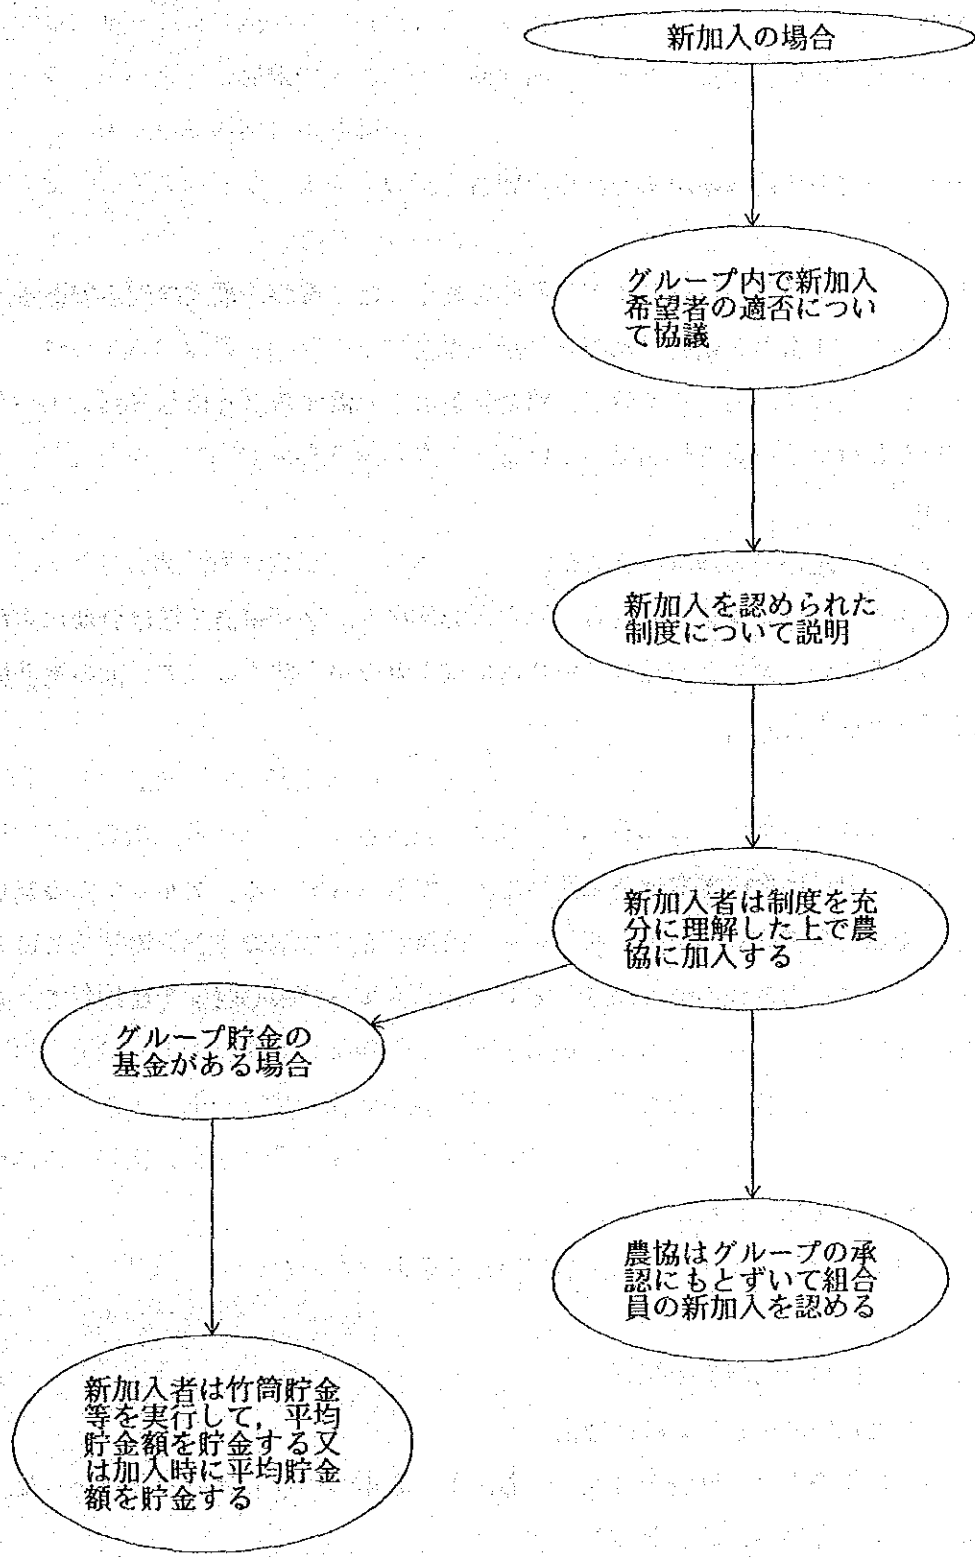 新加入の場合
グループ内で新加入
希望者の適否につい
て協議
新加入を認められた
制度について説明
新加入者は制度を充
分に理解した上で農
協に加入する
グループ貯金の
基金がある場合
農協はグループの承
認にもとずいて組合
員の新加入を認める
新加入者は竹筒貯金
等を実行して，平均
貯金額を貯金する又
は加入時に平均貯金
額を貯金する